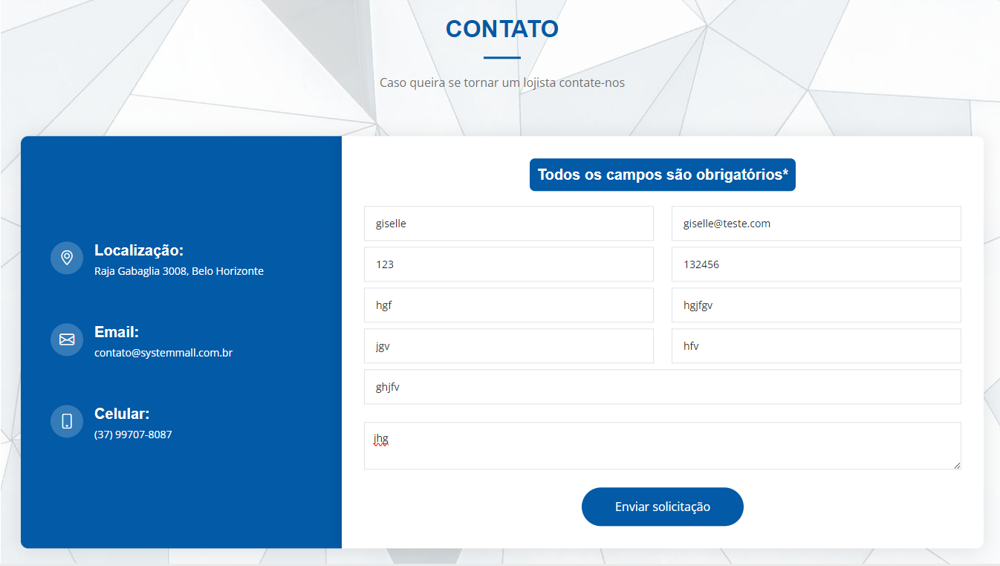 CONTATO
Caso queira se tornar um lojista contate-nos
Localização:
Raja Gabaglia 3008, Belo Horizonte
Email:
contato@systemmall.com.br
Celular:
(37) 99707-8087
Todos os campos são obrigatórios*
giselle
giselle@teste.com
123
132456
hgf
hgjfgv
jgv
hfv
ghjfv
jhg
Enviar solicitação